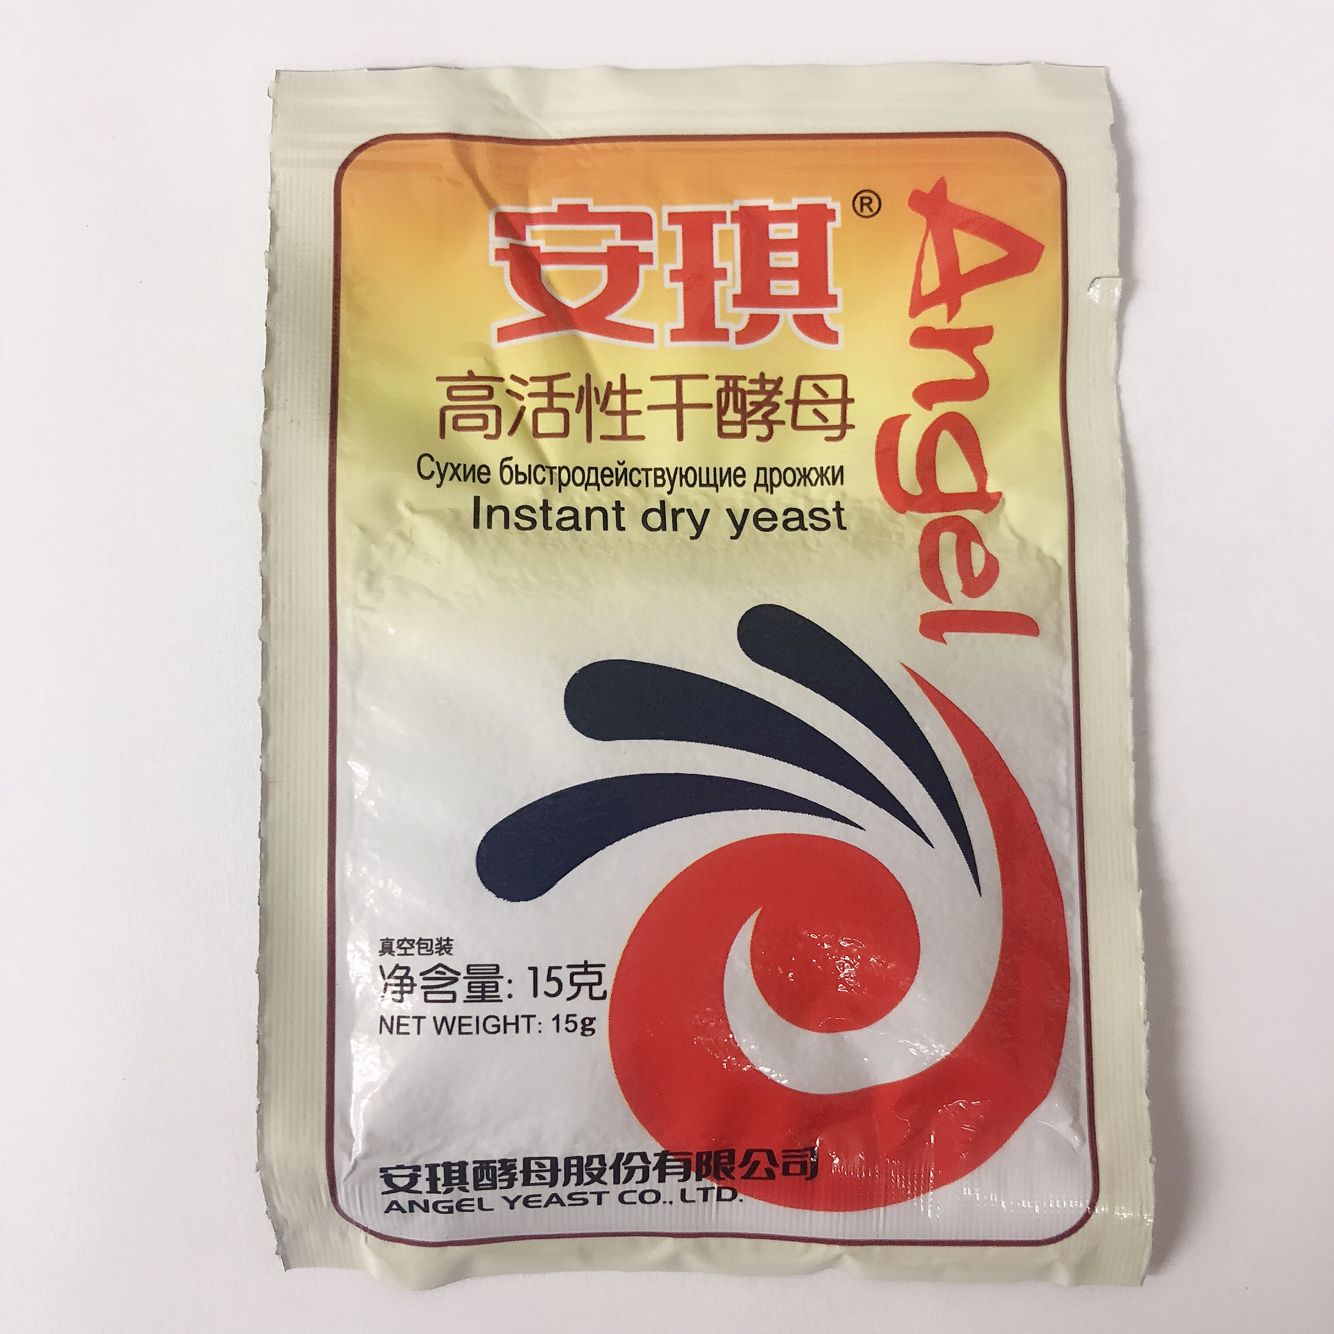 安琪®
Angel
高活性干酵母
Сухие быстродействующие дрожжи
Instant dry yeast
真空包装
净含量: 15克
NET WEIGHT: 15g
安琪酵母股份有限公司
ANGEL YEAST CO., LTD.